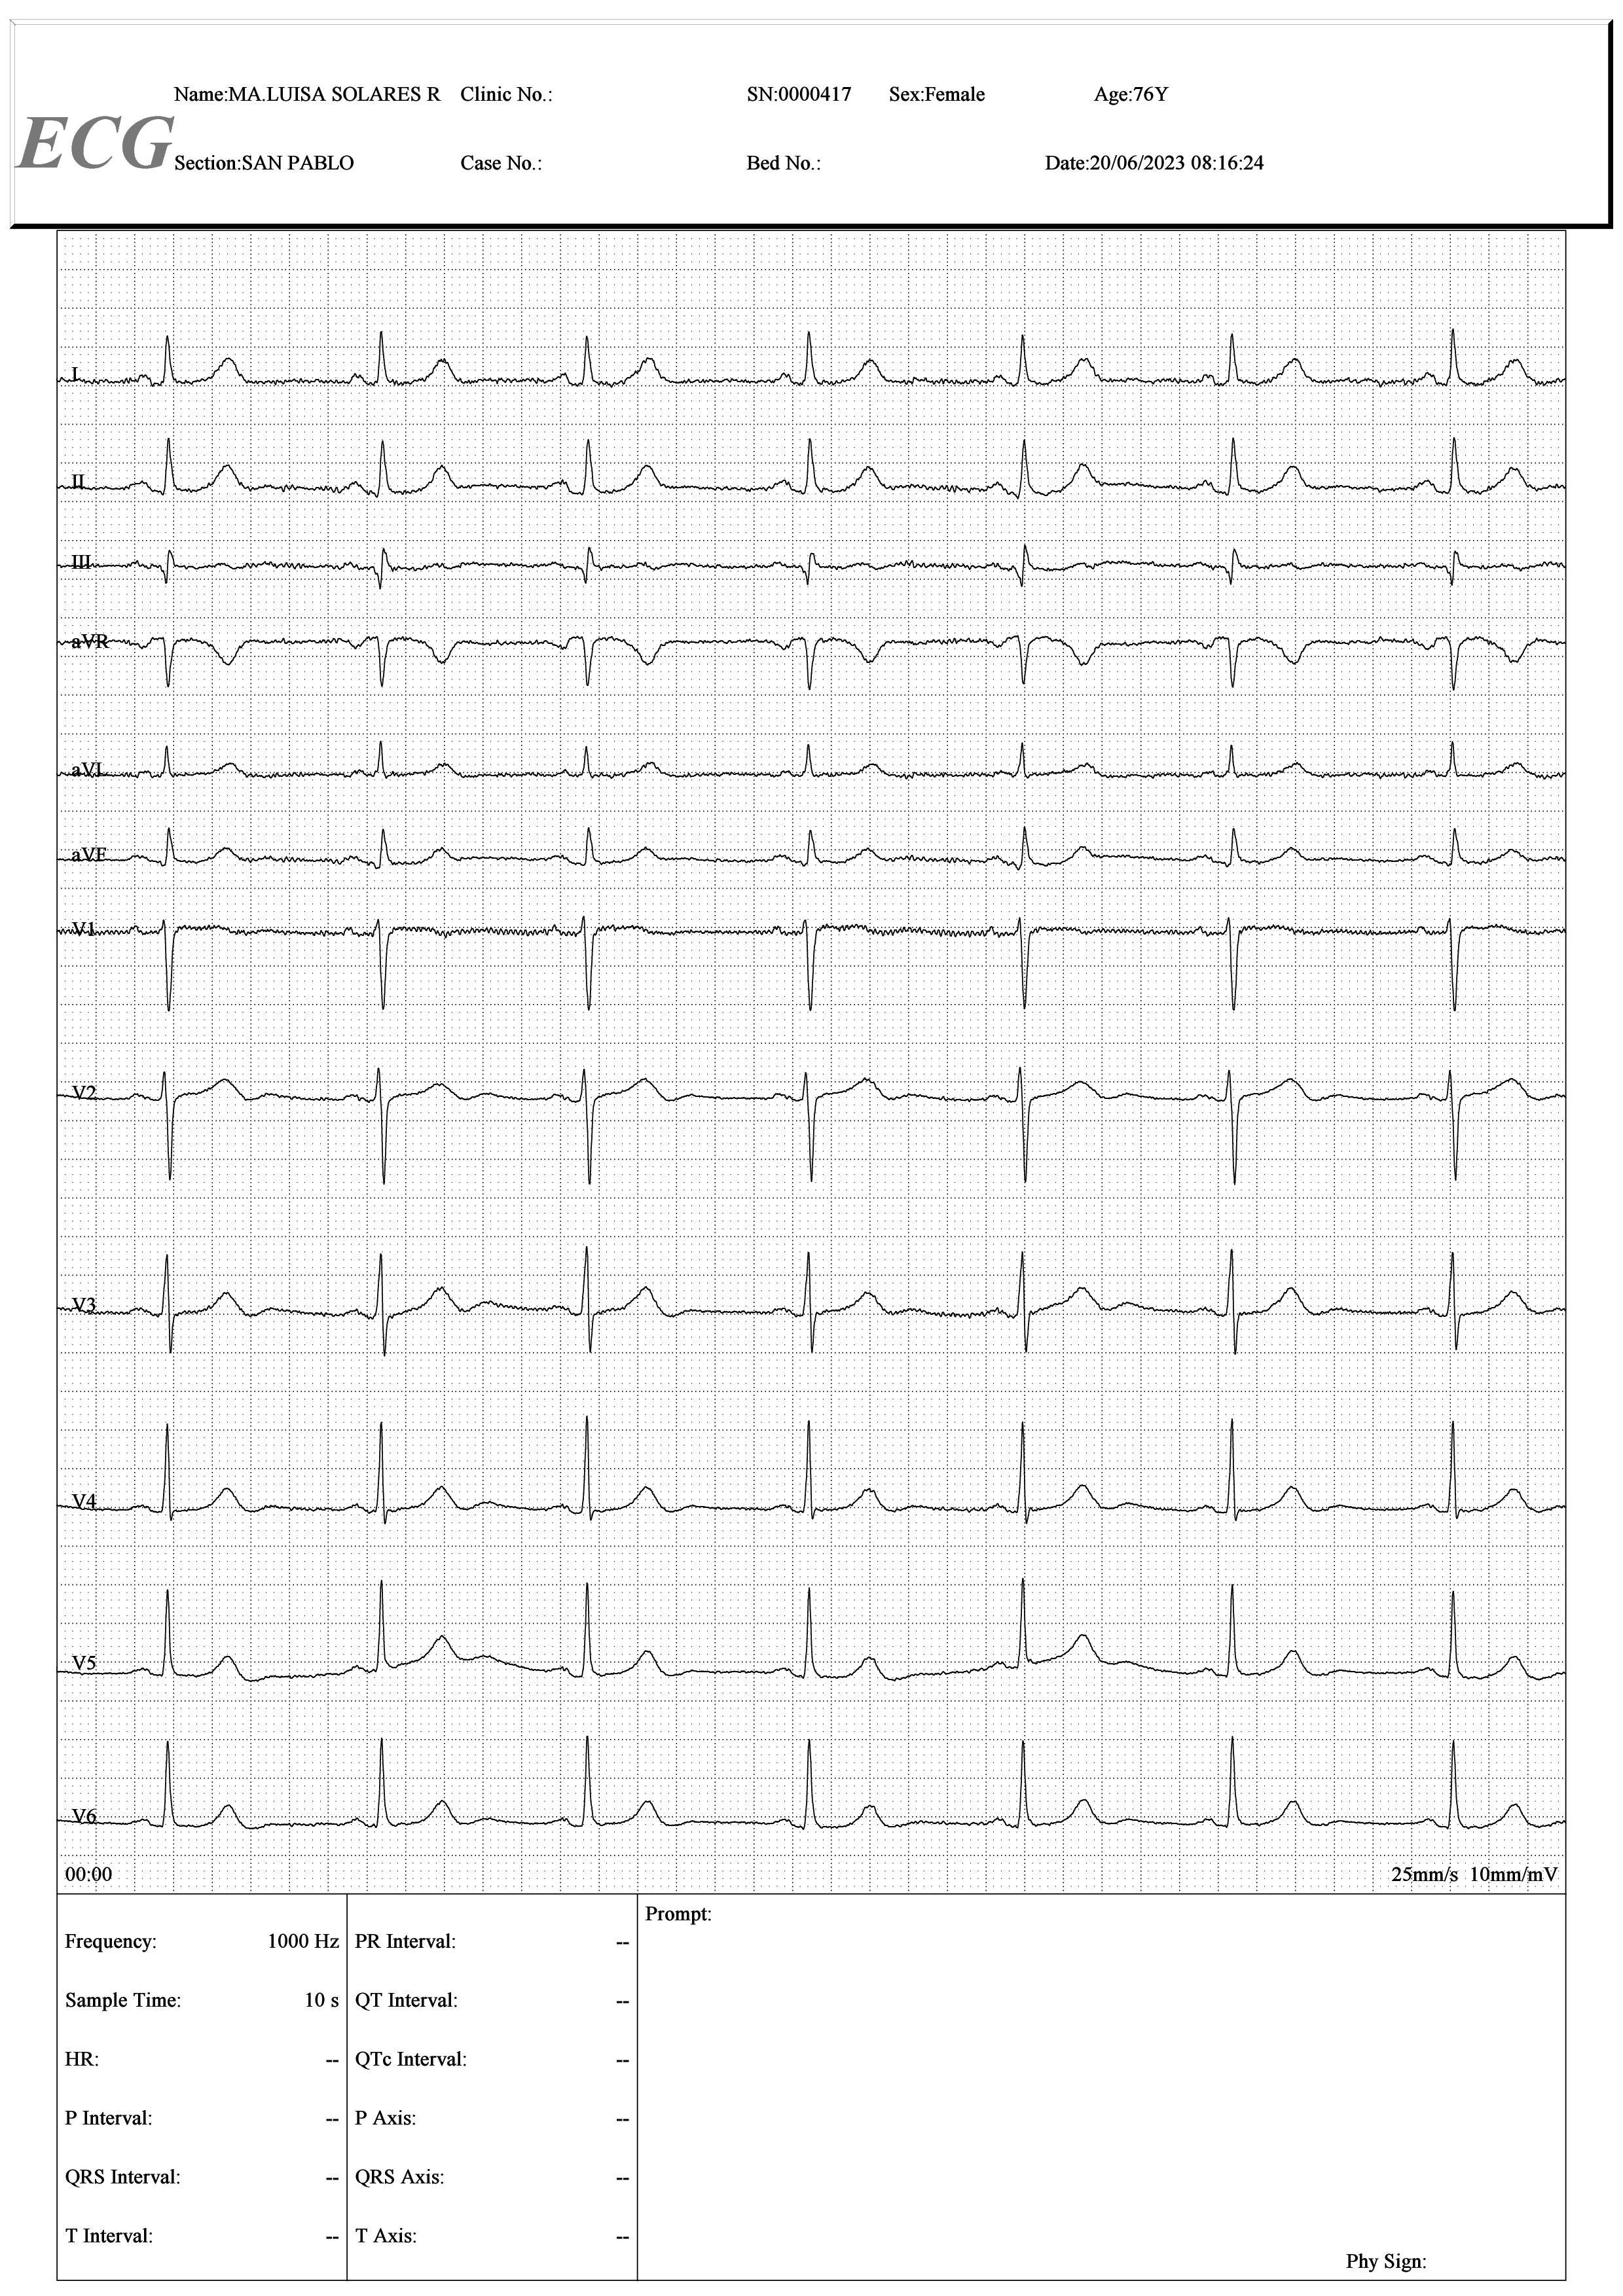 ECG
Name:MA.LUISA SOLARES R Clinic No.: SN:0000417 Sex:Female Age:76Y
Section:SAN PABLO Case No.: Bed No.: Date:20/06/2023 08:16:24
I
II
III
aVR
aVL
aVF
V1
V2
V3
V4
V5
V6
00:00 25mm/s 10mm/mV
Frequency: 1000 Hz
Sample Time: 10 s
HR: --
P Interval: --
QRS Interval: --
T Interval: --
PR Interval: --
QT Interval: --
QTc Interval: --
P Axis: --
QRS Axis: --
T Axis: --
Prompt:
Phy Sign: